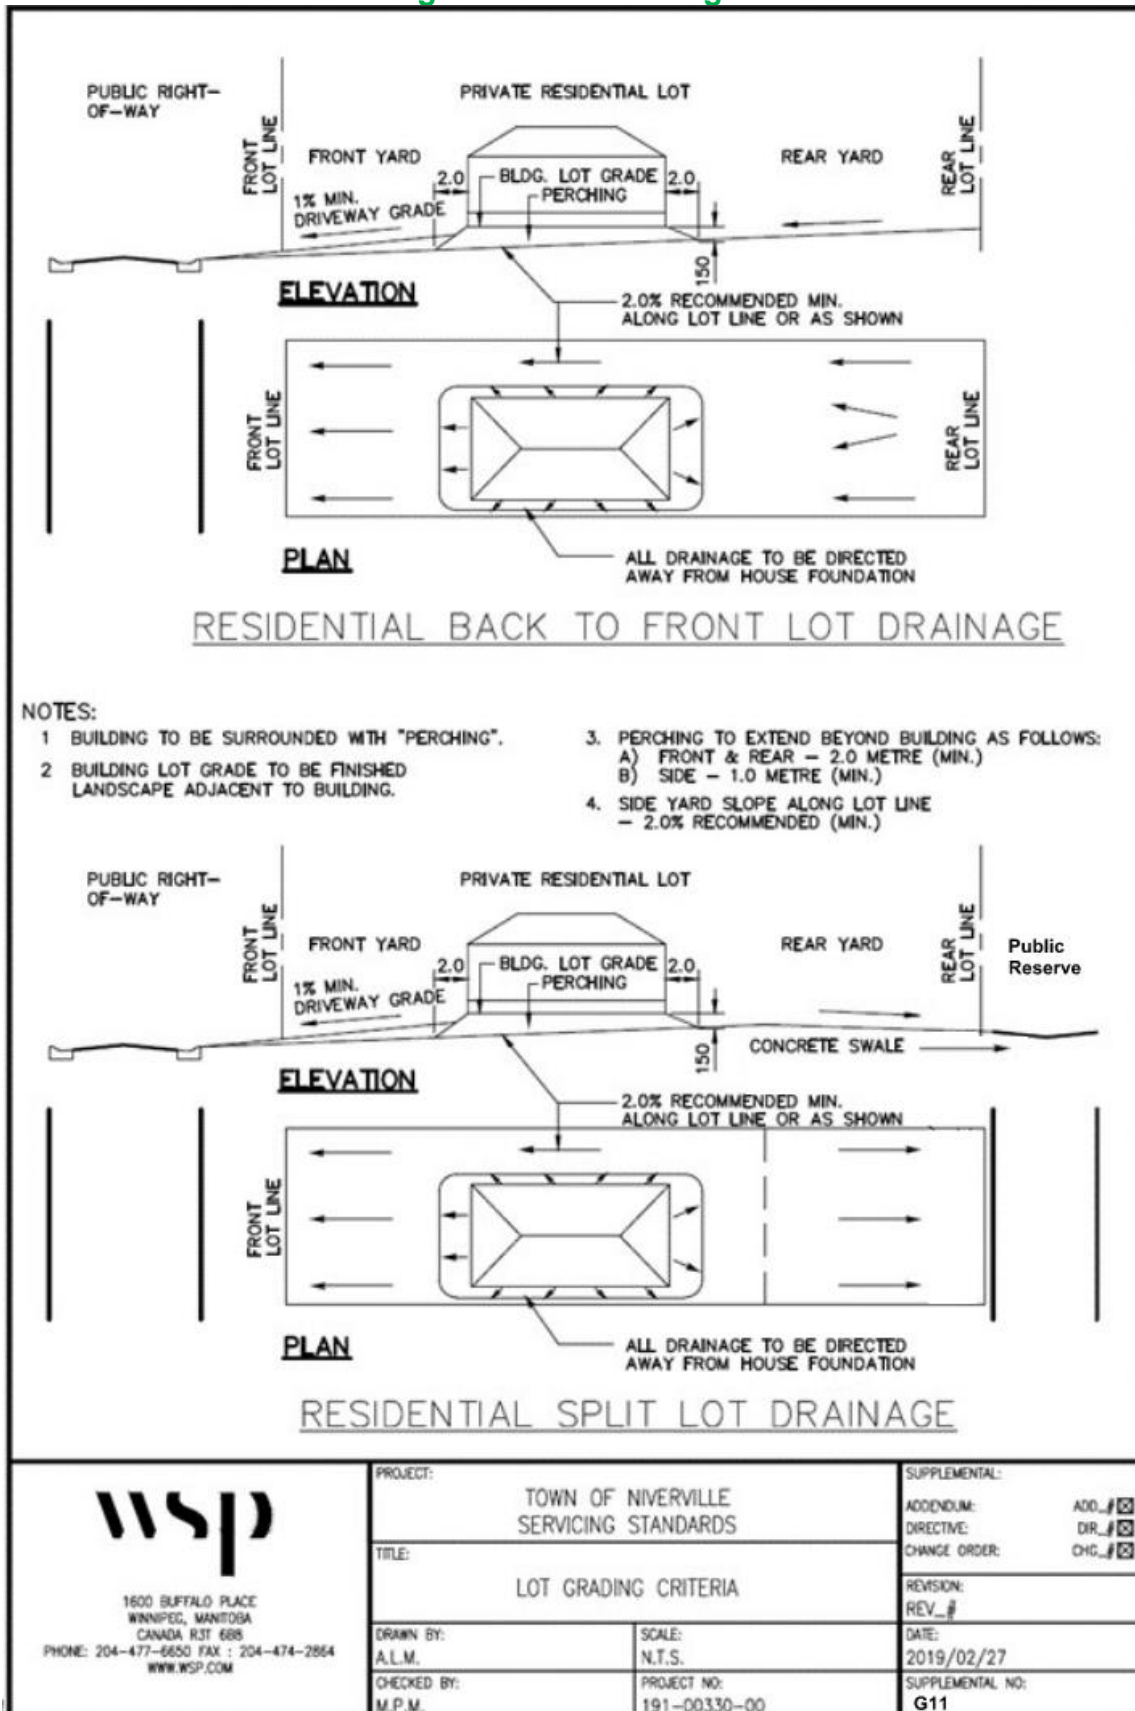 PUBLIC RIGHT-
OF-WAY
PRIVATE RESIDENTIAL LOT
FRONT
LOT LINE
FRONT YARD
REAR YARD
REAR
LOT LINE
2.0
BLDG. LOT GRADE
2.0
PERCHING
1% MIN.
DRIVEWAY GRADE
150
ELEVATION
2.0% RECOMMENDED MIN.
ALONG LOT LINE OR AS SHOWN
FRONT
LOT LINE
REAR
LOT LINE
PLAN
ALL DRAINAGE TO BE DIRECTED
AWAY FROM HOUSE FOUNDATION
RESIDENTIAL BACK TO FRONT LOT DRAINAGE
NOTES:
1 BUILDING TO BE SURROUNDED WITH "PERCHING".
2 BUILDING LOT GRADE TO BE FINISHED
LANDSCAPE ADJACENT TO BUILDING.
3. PERCHING TO EXTEND BEYOND BUILDING AS FOLLOWS:
A) FRONT & REAR - 2.0 METRE (MIN.)
B) SIDE - 1.0 METRE (MIN.)
4. SIDE YARD SLOPE ALONG LOT LINE
- 2.0% RECOMMENDED (MIN.)
PUBLIC RIGHT-
OF-WAY
PRIVATE RESIDENTIAL LOT
FRONT
LOT LINE
FRONT YARD
REAR YARD
REAR
LOT LINE
Public
Reserve
2.0
BLDG. LOT GRADE
2.0
PERCHING
1% MIN.
DRIVEWAY GRADE
150
CONCRETE SWALE
ELEVATION
2.0% RECOMMENDED MIN.
ALONG LOT LINE OR AS SHOWN
FRONT
LOT LINE
PLAN
ALL DRAINAGE TO BE DIRECTED
AWAY FROM HOUSE FOUNDATION
RESIDENTIAL SPLIT LOT DRAINAGE
wsp
1600 BUFFALO PLACE
WINNIPEG, MANITOBA
CANADA R3T 6B8
PHONE: 204-477-6650 FAX : 204-474-2864
WWW.WSP.COM
PROJECT:
TOWN OF NIVERVILLE
SERVICING STANDARDS
TITLE:
LOT GRADING CRITERIA
DRAWN BY:
A.L.M.
SCALE:
N.T.S.
CHECKED BY:
M.P.M.
PROJECT NO:
191-00330-00
SUPPLEMENTAL:
ADDENDUM: ADD_#
DIRECTIVE: DIR_#
CHANGE ORDER: CHG_#
REVISION:
REV_#
DATE:
2019/02/27
SUPPLEMENTAL NO:
G11